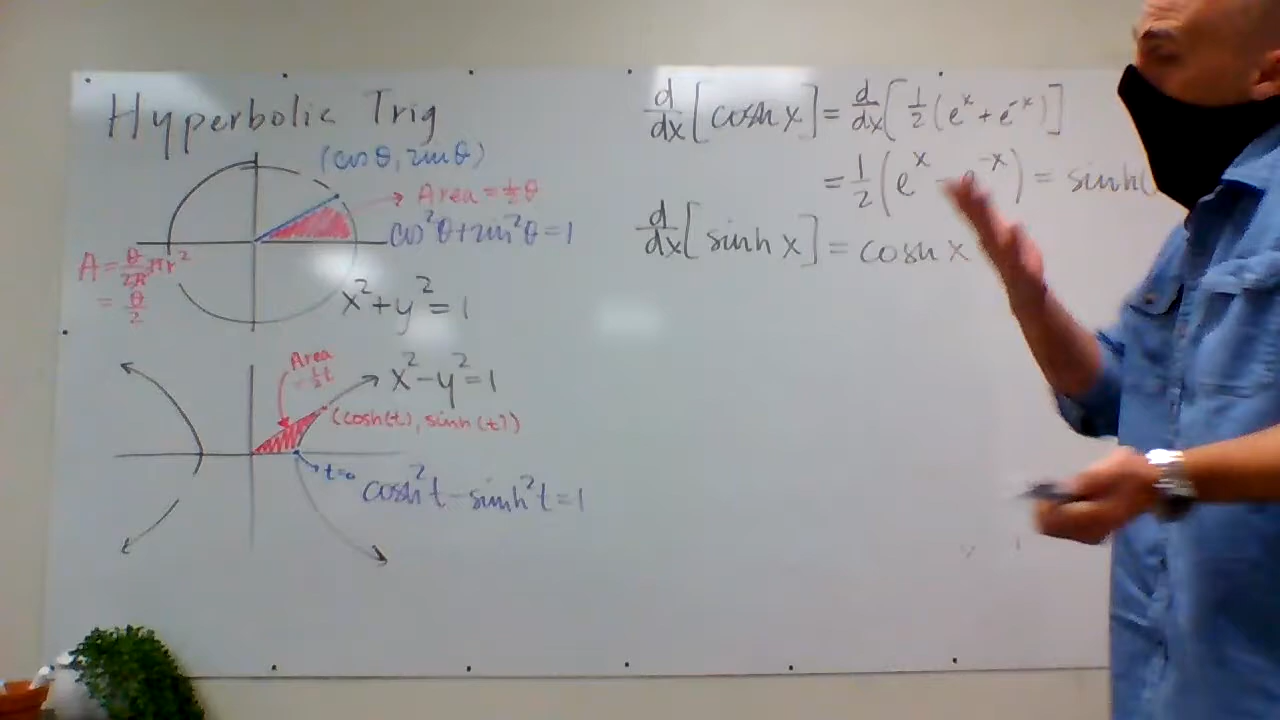 Hyperbolic Trig
(cos θ, sin θ)
Area = ½θ
cos²θ + sin²θ = 1
A = θ/2π πr²
= θ/2
x² + y² = 1
Area
= ½t
x² - y² = 1
(cosh(t), sinh(t))
t=0
cosh²t - sinh²t = 1
d/dx [cosh x] = d/dx [½(eˣ + e⁻ˣ)]
= ½(eˣ - e⁻ˣ) = sinh(
d/dx [sinh x] = cosh x